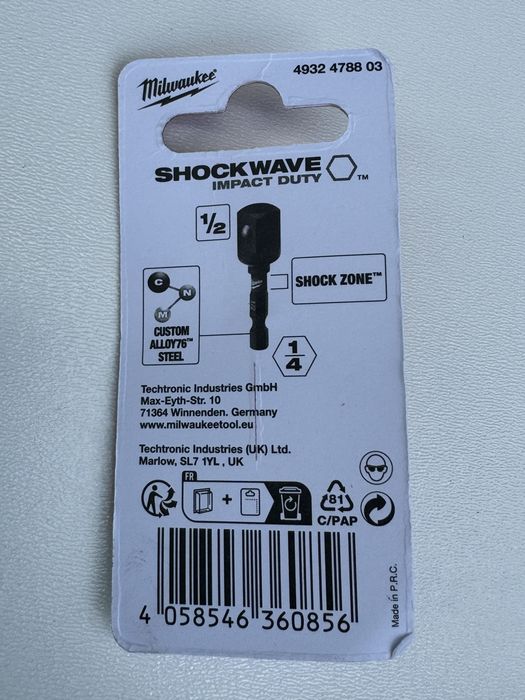 Milwaukee®
4932 4788 03
SHOCKWAVE
IMPACT DUTY™
1/2
SHOCK ZONE™
C
N
M
CUSTOM
ALLOY76™
STEEL
1/4
Techtronic Industries GmbH
Max-Eyth-Str. 10
71364 Winnenden. Germany
www.milwaukeetool.eu
Techtronic Industries (UK) Ltd.
Marlow, SL7 1YL , UK
FR
+
81
C/PAP
Made in P.R.C.
4 058546 360856